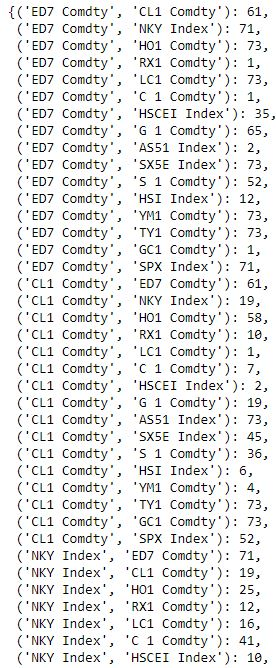 {('ED7 Comdty', 'CL1 Comdty'): 61,
('ED7 Comdty', 'NKY Index'): 71,
('ED7 Comdty', 'HO1 Comdty'): 73,
('ED7 Comdty', 'RX1 Comdty'): 1,
('ED7 Comdty', 'LC1 Comdty'): 73,
('ED7 Comdty', 'C 1 Comdty'): 1,
('ED7 Comdty', 'HSCEI Index'): 35,
('ED7 Comdty', 'G 1 Comdty'): 65,
('ED7 Comdty', 'AS51 Index'): 2,
('ED7 Comdty', 'SX5E Index'): 73,
('ED7 Comdty', 'S 1 Comdty'): 52,
('ED7 Comdty', 'HSI Index'): 12,
('ED7 Comdty', 'YM1 Comdty'): 73,
('ED7 Comdty', 'TY1 Comdty'): 73,
('ED7 Comdty', 'GC1 Comdty'): 1,
('ED7 Comdty', 'SPX Index'): 71,
('CL1 Comdty', 'ED7 Comdty'): 61,
('CL1 Comdty', 'NKY Index'): 19,
('CL1 Comdty', 'HO1 Comdty'): 58,
('CL1 Comdty', 'RX1 Comdty'): 10,
('CL1 Comdty', 'LC1 Comdty'): 1,
('CL1 Comdty', 'C 1 Comdty'): 7,
('CL1 Comdty', 'HSCEI Index'): 2,
('CL1 Comdty', 'G 1 Comdty'): 19,
('CL1 Comdty', 'AS51 Index'): 73,
('CL1 Comdty', 'SX5E Index'): 45,
('CL1 Comdty', 'S 1 Comdty'): 36,
('CL1 Comdty', 'HSI Index'): 6,
('CL1 Comdty', 'YM1 Comdty'): 4,
('CL1 Comdty', 'TY1 Comdty'): 73,
('CL1 Comdty', 'GC1 Comdty'): 73,
('CL1 Comdty', 'SPX Index'): 52,
('NKY Index', 'ED7 Comdty'): 71,
('NKY Index', 'CL1 Comdty'): 19,
('NKY Index', 'HO1 Comdty'): 25,
('NKY Index', 'RX1 Comdty'): 12,
('NKY Index', 'LC1 Comdty'): 16,
('NKY Index', 'C 1 Comdty'): 41,
('NKY Index', 'HSCEI Index'): 10,